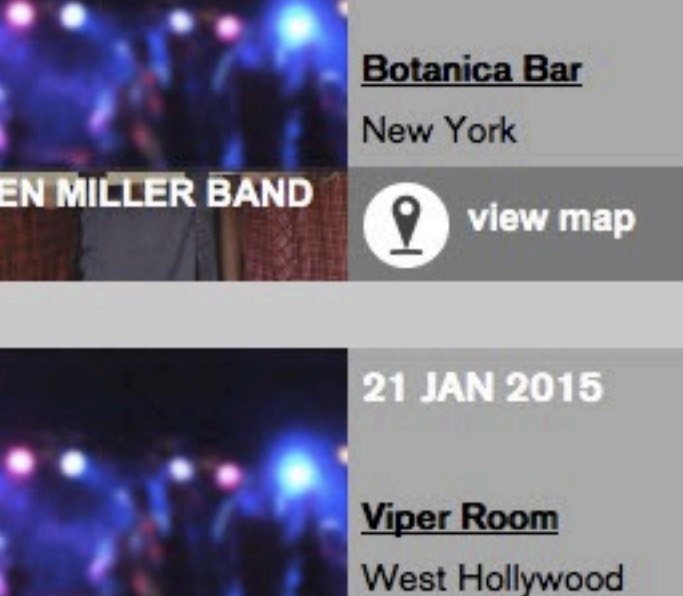 Botanica Bar
New York
EN MILLER BAND
view map
21 JAN 2015
Viper Room
West Hollywood